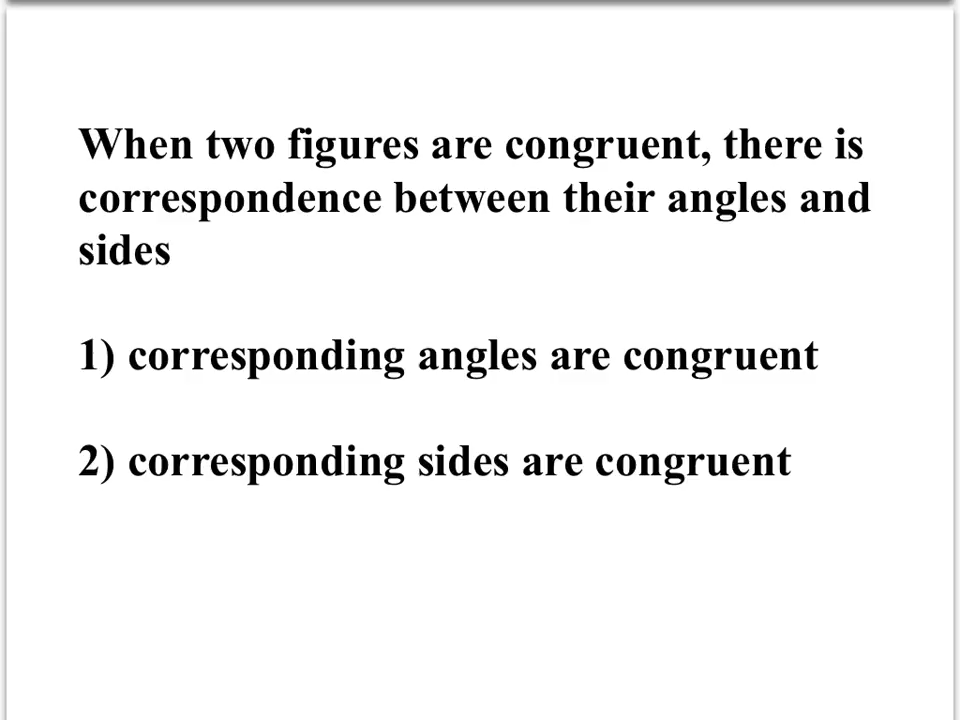 When two figures are congruent, there is
correspondence between their angles and
sides
1) corresponding angles are congruent
2) corresponding sides are congruent